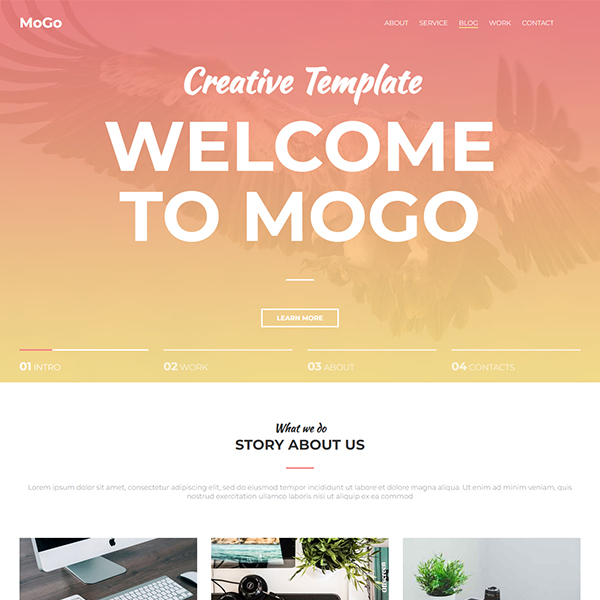 MoGo
ABOUT SERVICE BLOG WORK CONTACT
Creative Template
WELCOME
TO MOGO
LEARN MORE
01 INTRO 02 WORK 03 ABOUT 04 CONTACTS
What we do
STORY ABOUT US
Lorem ipsum dolor sit amet, consectetur adipiscing elit, sed do eiusmod tempor incididunt ut labore et dolore magna aliqua. Ut enim ad minim veniam, quis
nostrud exercitation ullamco laboris nisi ut aliquip ex ea commod
Offscreen